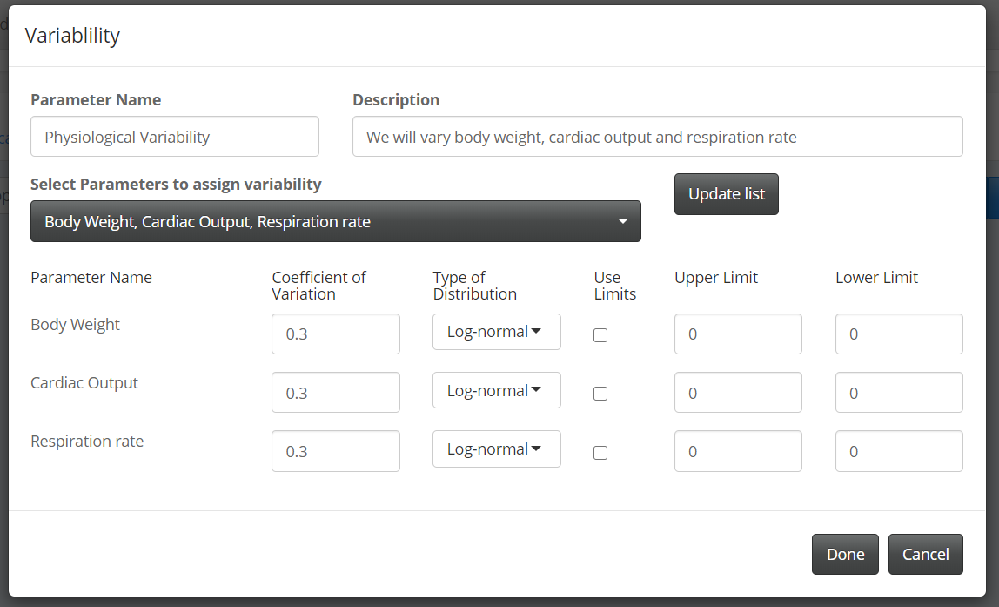 Variablility
Parameter Name Description
Physiological Variability We will vary body weight, cardiac output and respiration rate
Select Parameters to assign variability
Update list
Body Weight, Cardiac Output, Respiration rate
Parameter Name Coefficient of Type of Use Upper Limit Lower Limit
Variation Distribution Limits
Body Weight 0.3 Log-normal 0 0
Cardiac Output 0.3 Log-normal 0 0
Respiration rate 0.3 Log-normal 0 0
Done Cancel